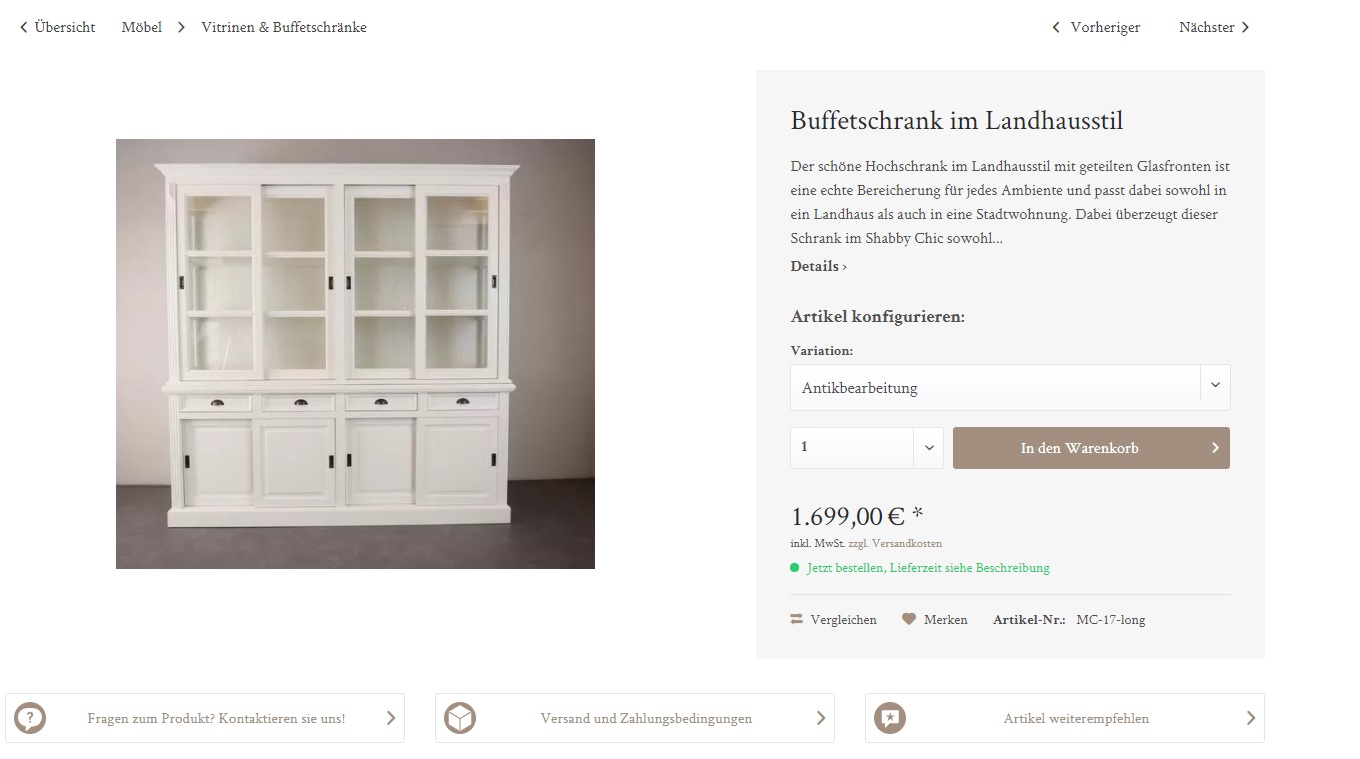 Übersicht Möbel Vitrinen & Buffetschränke Vorheriger Nächster
Buffetschrank im Landhausstil
Der schöne Hochschrank im Landhausstil mit geteilten Glasfronten ist
eine echte Bereicherung für jedes Ambiente und passt dabei sowohl in
ein Landhaus als auch in eine Stadtwohnung. Dabei überzeugt dieser
Schrank im Shabby Chic sowohl...
Details ›
Artikel konfigurieren:
Variation:
Antikbearbeitung
1 In den Warenkorb
1.699,00 € *
inkl. MwSt. zzgl. Versandkosten
Jetzt bestellen, Lieferzeit siehe Beschreibung
Vergleichen Merken Artikel-Nr.: MC-17-long
Fragen zum Produkt? Kontaktieren sie uns! Versand und Zahlungsbedingungen Artikel weiterempfehlen